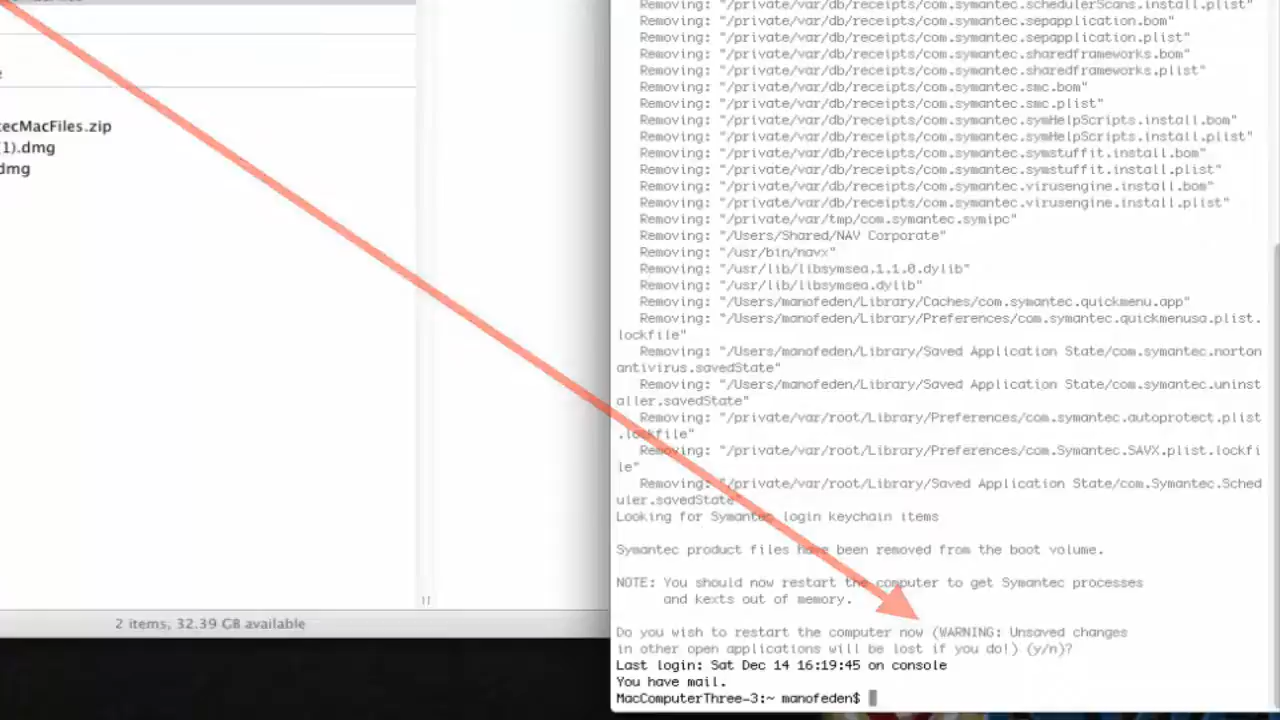 ecMacFiles.zip
1).dmg
dmg
2 items, 32.39 GB available
Removing: "/private/var/db/receipts/com.symantec.schedulerScans.install.plist"
Removing: "/private/var/db/receipts/com.symantec.sepapplication.bom"
Removing: "/private/var/db/receipts/com.symantec.sepapplication.plist"
Removing: "/private/var/db/receipts/com.symantec.sharedframeworks.bom"
Removing: "/private/var/db/receipts/com.symantec.sharedframeworks.plist"
Removing: "/private/var/db/receipts/com.symantec.smc.bom"
Removing: "/private/var/db/receipts/com.symantec.smc.plist"
Removing: "/private/var/db/receipts/com.symantec.symHelpScripts.install.bom"
Removing: "/private/var/db/receipts/com.symantec.symHelpScripts.install.plist"
Removing: "/private/var/db/receipts/com.symantec.symstuffit.install.bom"
Removing: "/private/var/db/receipts/com.symantec.symstuffit.install.plist"
Removing: "/private/var/db/receipts/com.symantec.virusengine.install.bom"
Removing: "/private/var/db/receipts/com.symantec.virusengine.install.plist"
Removing: "/private/var/tmp/com.symantec.symipc"
Removing: "/Users/Shared/NAV Corporate"
Removing: "/usr/bin/navx"
Removing: "/usr/lib/libsymsea.1.1.0.dylib"
Removing: "/usr/lib/libsymsea.dylib"
Removing: "/Users/manofeden/Library/Caches/com.symantec.quickmenu.app"
Removing: "/Users/manofeden/Library/Preferences/com.symantec.quickmenusa.plist.
lockfile"
Removing: "/Users/manofeden/Library/Saved Application State/com.symantec.norton
antivirus.savedState"
Removing: "/Users/manofeden/Library/Saved Application State/com.symantec.uninst
aller.savedState"
Removing: "/private/var/root/Library/Preferences/com.symantec.autoprotect.plist
.lockfile"
Removing: "/private/var/root/Library/Preferences/com.Symantec.SAVX.plist.lockfi
le"
Removing: "/private/var/root/Library/Saved Application State/com.Symantec.Sched
uler.savedState"
Looking for Symantec login keychain items
Symantec product files have been removed from the boot volume.
NOTE: You should now restart the computer to get Symantec processes
and kexts out of memory.
Do you wish to restart the computer now (WARNING: Unsaved changes
in other open applications will be lost if you do!) (y/n)?
Last login: Sat Dec 14 16:19:45 on console
You have mail.
MacComputerThree-3:~ manofeden$